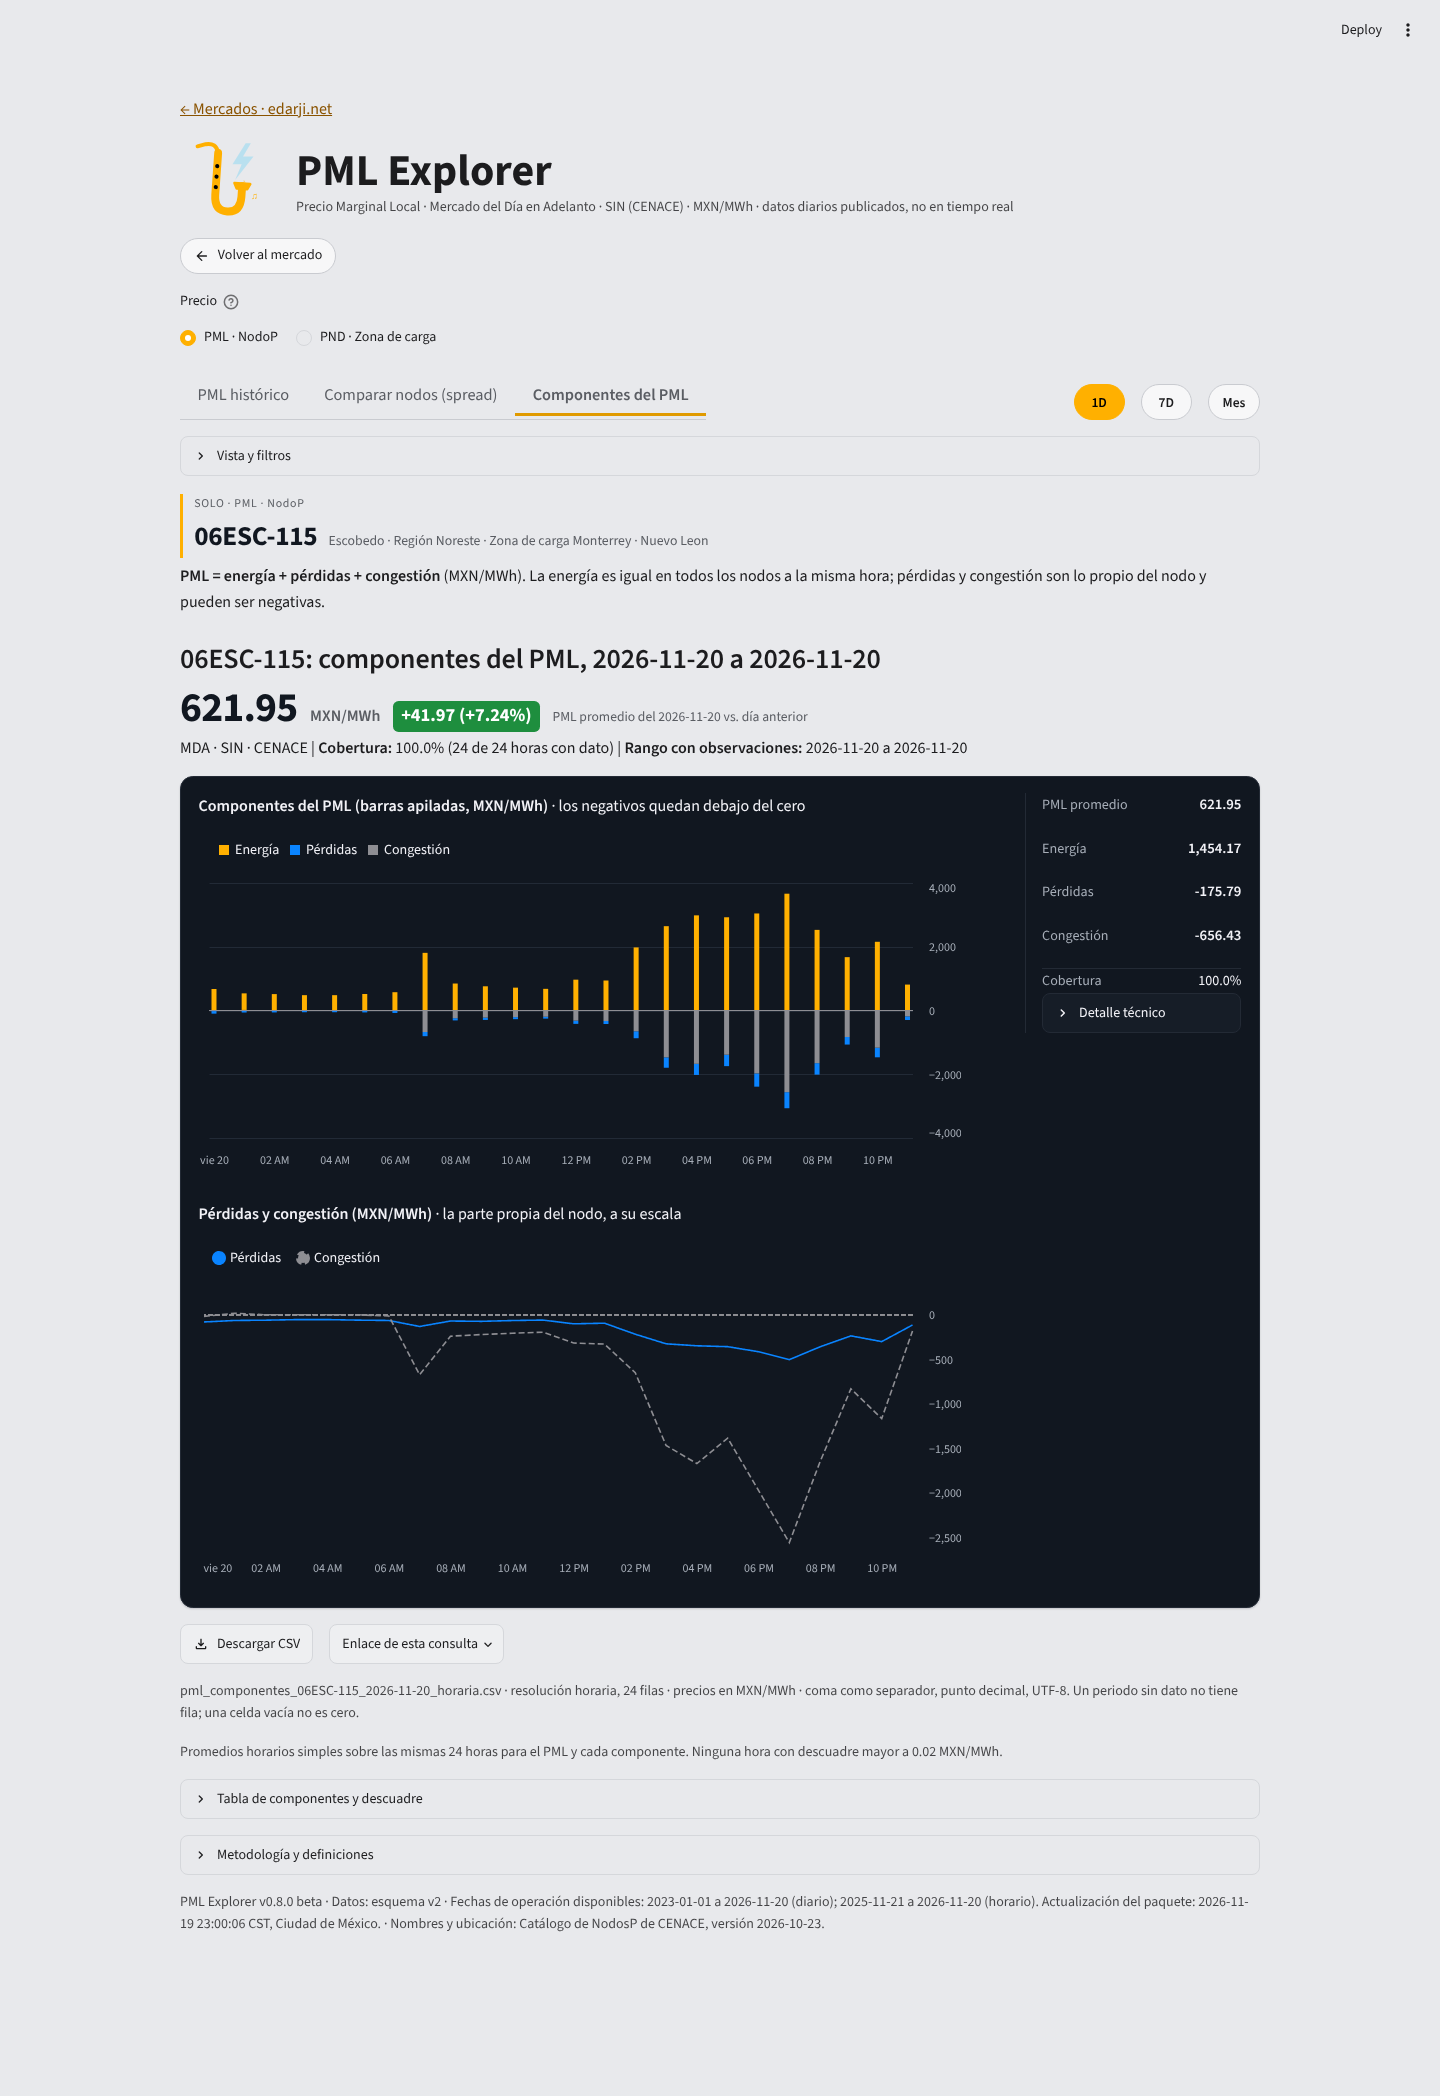 Deploy
← Mercados · edarji.net
PML Explorer
Precio Marginal Local · Mercado del Día en Adelanto · SIN (CENACE) · MXN/MWh · datos diarios publicados, no en tiempo real
Volver al mercado
Precio
PML · NodoP PND · Zona de carga
PML histórico Comparar nodos (spread) Componentes del PML 1D 7D Mes
Vista y filtros
SOLO · PML · NodoP
06ESC-115 Escobedo · Región Noreste · Zona de carga Monterrey · Nuevo Leon
PML = energía + pérdidas + congestión (MXN/MWh). La energía es igual en todos los nodos a la misma hora; pérdidas y congestión son lo propio del nodo y
pueden ser negativas.
06ESC-115: componentes del PML, 2026-11-20 a 2026-11-20
621.95 MXN/MWh +41.97 (+7.24%) PML promedio del 2026-11-20 vs. día anterior
MDA · SIN · CENACE | Cobertura: 100.0% (24 de 24 horas con dato) | Rango con observaciones: 2026-11-20 a 2026-11-20
Componentes del PML (barras apiladas, MXN/MWh) · los negativos quedan debajo del cero
Energía Pérdidas Congestión
4,000
2,000
0
−2,000
−4,000
vie 20 02 AM 04 AM 06 AM 08 AM 10 AM 12 PM 02 PM 04 PM 06 PM 08 PM 10 PM
PML promedio 621.95
Energía 1,454.17
Pérdidas -175.79
Congestión -656.43
Cobertura 100.0%
Detalle técnico
Pérdidas y congestión (MXN/MWh) · la parte propia del nodo, a su escala
Pérdidas Congestión
0
−500
−1,000
−1,500
−2,000
−2,500
vie 20 02 AM 04 AM 06 AM 08 AM 10 AM 12 PM 02 PM 04 PM 06 PM 08 PM 10 PM
Descargar CSV Enlace de esta consulta
pml_componentes_06ESC-115_2026-11-20_horaria.csv · resolución horaria, 24 filas · precios en MXN/MWh · coma como separador, punto decimal, UTF-8. Un periodo sin dato no tiene
fila; una celda vacía no es cero.
Promedios horarios simples sobre las mismas 24 horas para el PML y cada componente. Ninguna hora con descuadre mayor a 0.02 MXN/MWh.
Tabla de componentes y descuadre
Metodología y definiciones
PML Explorer v0.8.0 beta · Datos: esquema v2 · Fechas de operación disponibles: 2023-01-01 a 2026-11-20 (diario); 2025-11-21 a 2026-11-20 (horario). Actualización del paquete: 2026-11-
19 23:00:06 CST, Ciudad de México. · Nombres y ubicación: Catálogo de NodosP de CENACE, versión 2026-10-23.